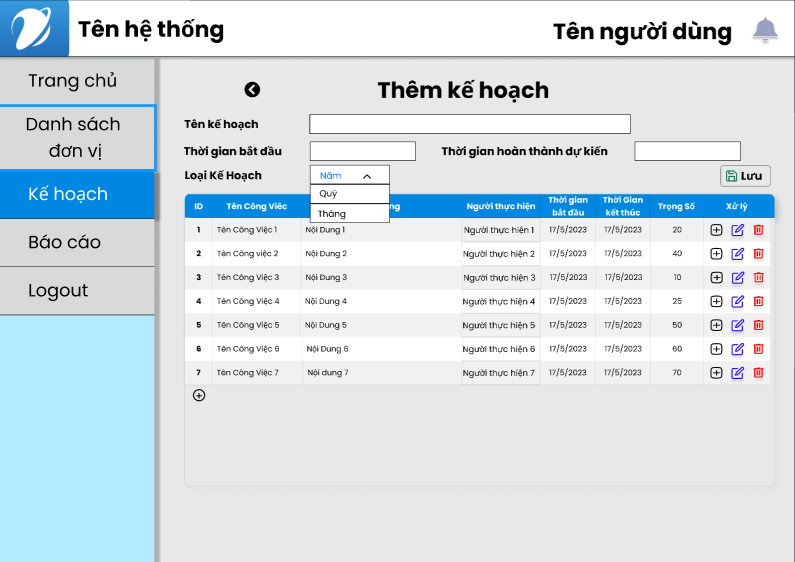 Tên hệ thống
Tên người dùng
Trang chủ
Danh sách
đơn vị
Kế hoạch
Báo cáo
Logout
Thêm kế hoạch
Tên kế hoạch
Thời gian bắt đầu
Thời gian hoàn thành dự kiến
Loại Kế Hoạch
Năm
Quý
Tháng
Lưu
ID Tên Công Viêc ng Người thực hiện Thời gian bắt đầu Thời Gian kết thúc Trọng Số Xử lý
1 Tên Công Việc 1 Nội Dung 1 Người thực hiện 1 17/5/2023 17/5/2023 20
2 Tên Công việc 2 Nội Dung 2 Người thực hiện 2 17/5/2023 17/5/2023 40
3 Tên Công Việc 3 Nội Dung 3 Người thực hiện 3 17/5/2023 17/5/2023 10
4 Tên Công Việc 4 Nội Dung 4 Người thực hiện 4 17/5/2023 17/5/2023 25
5 Tên Công Việc 5 Nội Dung 5 Người thực hiện 5 17/5/2023 17/5/2023 50
6 Tên Công Việc 6 Nội Dung 6 Người thực hiện 6 17/5/2023 17/5/2023 60
7 Tên Công Việc 7 Nội dung 7 Người thực hiện 7 17/5/2023 17/5/2023 70